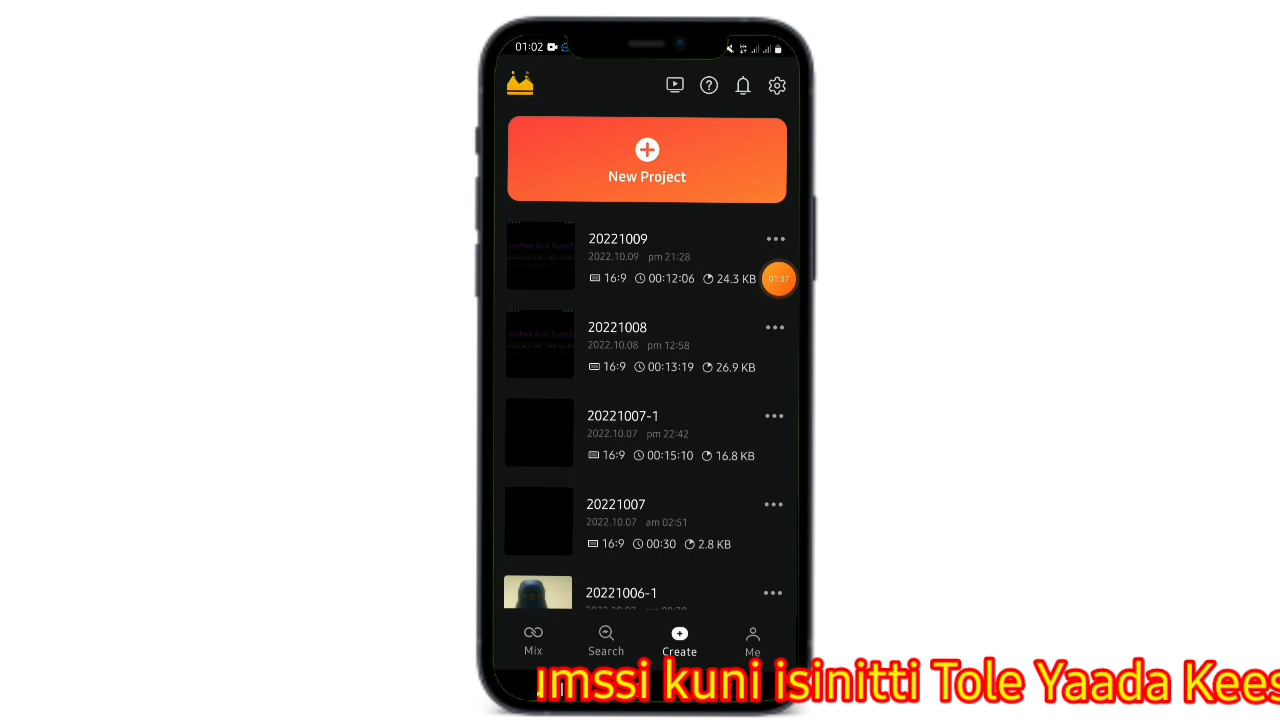 01:02
New Project
20221009
2022.10.09 pm 21:28
16:9 00:12:06 24.3 KB
01:37
20221008
2022.10.08 pm 12:58
16:9 00:13:19 26.9 KB
20221007-1
2022.10.07 pm 22:42
16:9 00:15:10 16.8 KB
20221007
2022.10.07 am 02:51
16:9 00:30 2.8 KB
20221006-1
Mix Search Create Me
umssi kuni isinitti Tole Yaada Kees